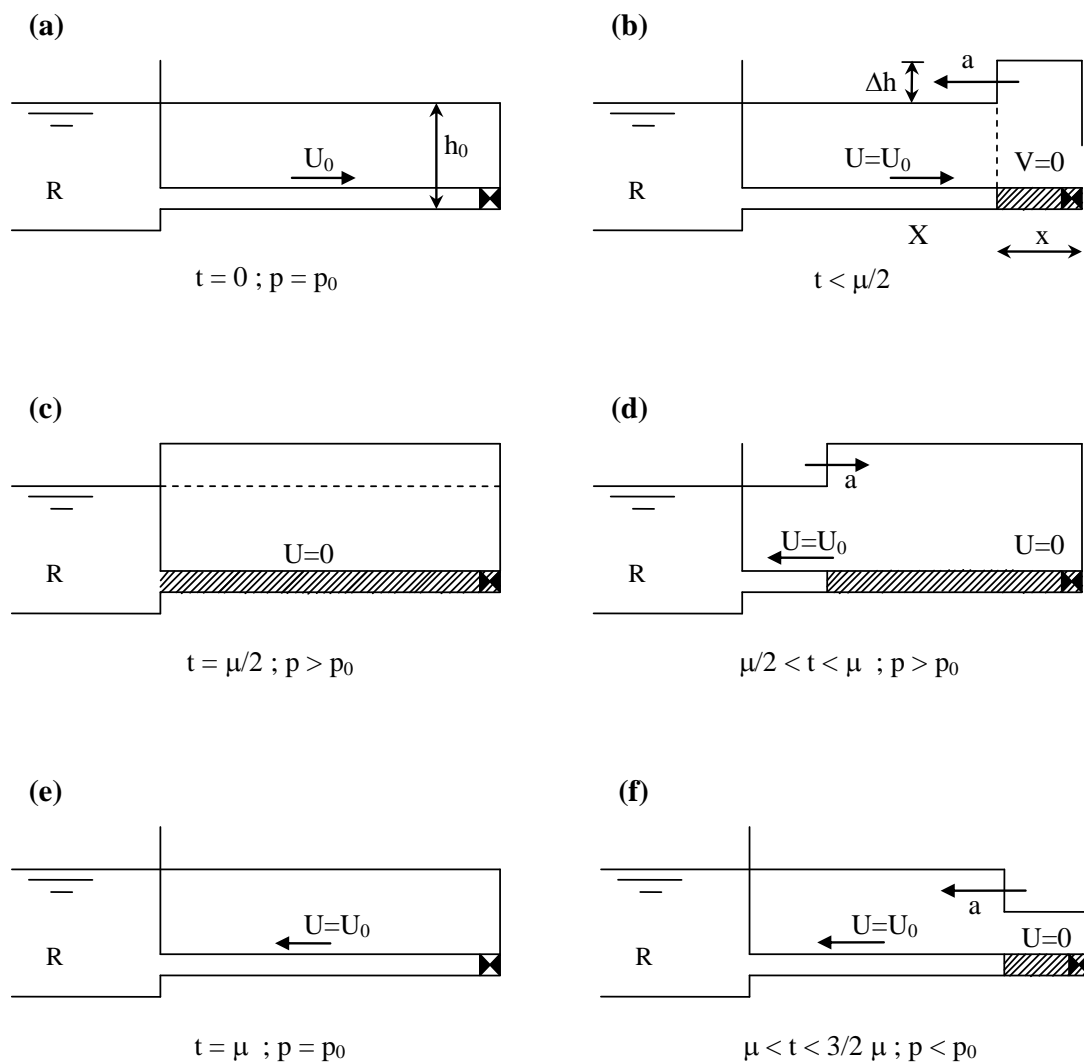 (a)
h₀
U₀
R
t = 0 ; p = p₀
(b)
a
Δh
U=U₀
V=0
R
X
x
t < μ/2
(c)
U=0
R
t = μ/2 ; p > p₀
(d)
a
U=U₀
U=0
R
μ/2 < t < μ ; p > p₀
(e)
U=U₀
R
t = μ ; p = p₀
(f)
a
U=U₀
U=0
R
μ < t < 3/2 μ ; p < p₀